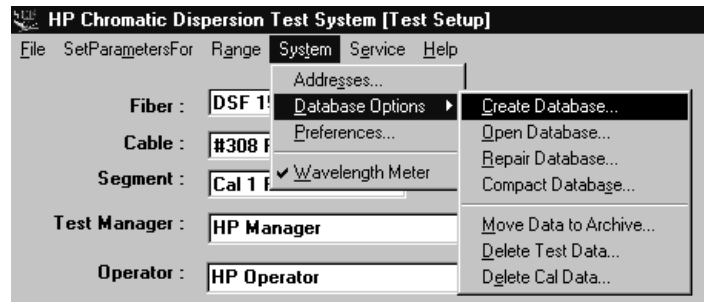 HP Chromatic Dispersion Test System [Test Setup]
File SetParametersFor Range System Service Help
Addresses...
Database Options
Preferences...
Wavelength Meter
Create Database...
Open Database...
Repair Database...
Compact Database...
Move Data to Archive...
Delete Test Data...
Delete Cal Data...
Fiber : DSF
Cable : #308
Segment : Cal 1
Test Manager : HP Manager
Operator : HP Operator